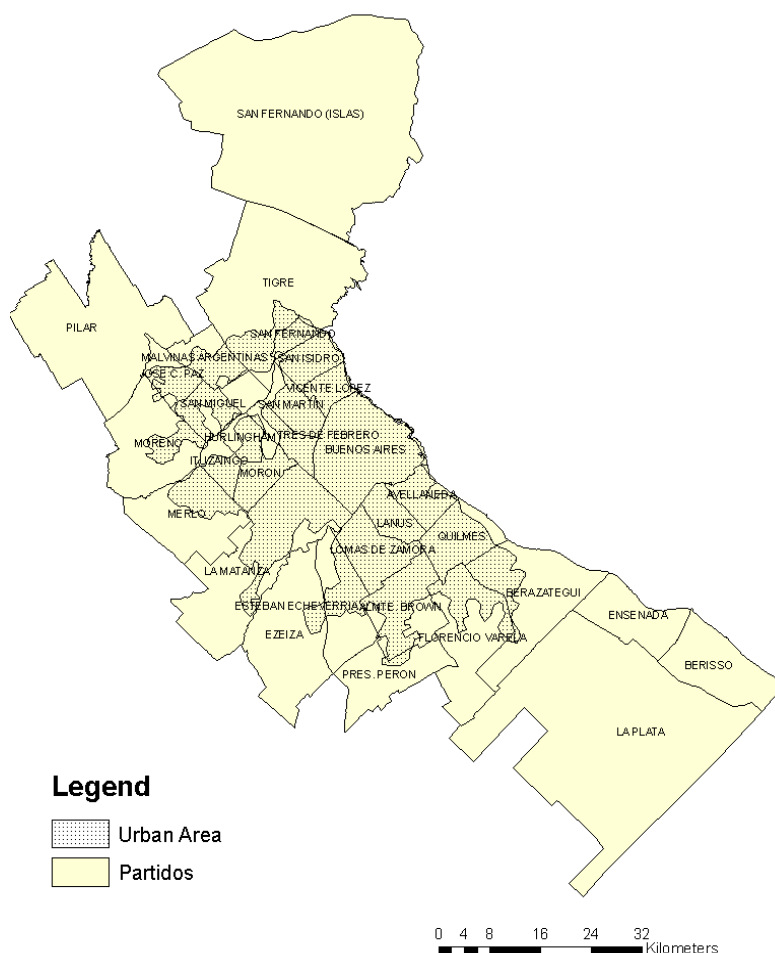 SAN FERNANDO (ISLAS)
TIGRE
PILAR
SAN FERNANDO
MALVINAS ARGENTINAS
SAN ISIDRO
JOSE C. PAZ
VICENTE LOPEZ
SAN MIGUEL
SAN MARTIN
HURLINGHAM
TRES DE FEBRERO
MORENO
BUENOS AIRES
ITUZAINGO
MORON
AVELLANEDA
MERLO
LANUS
QUILMES
LOMAS DE ZAMORA
LA MATANZA
BERAZATEGUI
ESTEBAN ECHEVERRIA
ALMTE. BROWN
ENSENADA
EZEIZA
FLORENCIO VARELA
BERISSO
PRES. PERON
LA PLATA
Legend
Urban Area
Partidos
0 4 8 16 24 32
Kilometers